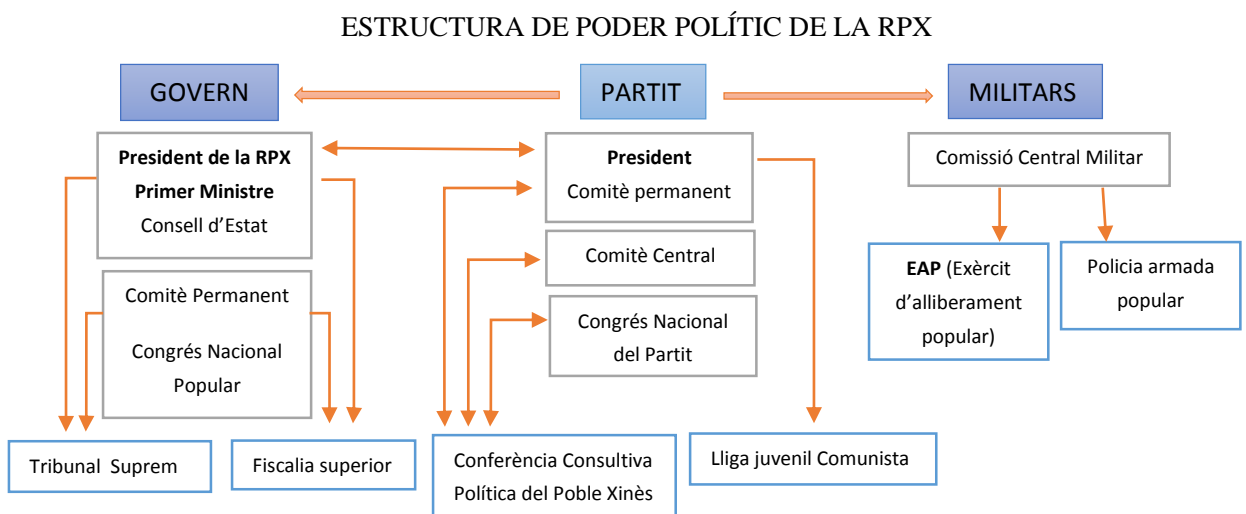 ESTRUCTURA DE PODER POLÍTIC DE LA RPX
GOVERN
PARTIT
MILITARS
President de la RPX
Primer Ministre
Consell d'Estat
President
Comitè permanent
Comissió Central Militar
Comitè Central
EAP (Exèrcit
d'alliberament
popular)
Policia armada
popular
Comitè Permanent
Congrés Nacional
Popular
Congrés Nacional
del Partit
Tribunal Suprem
Fiscalia superior
Conferència Consultiva
Política del Poble Xinès
Lliga juvenil Comunista